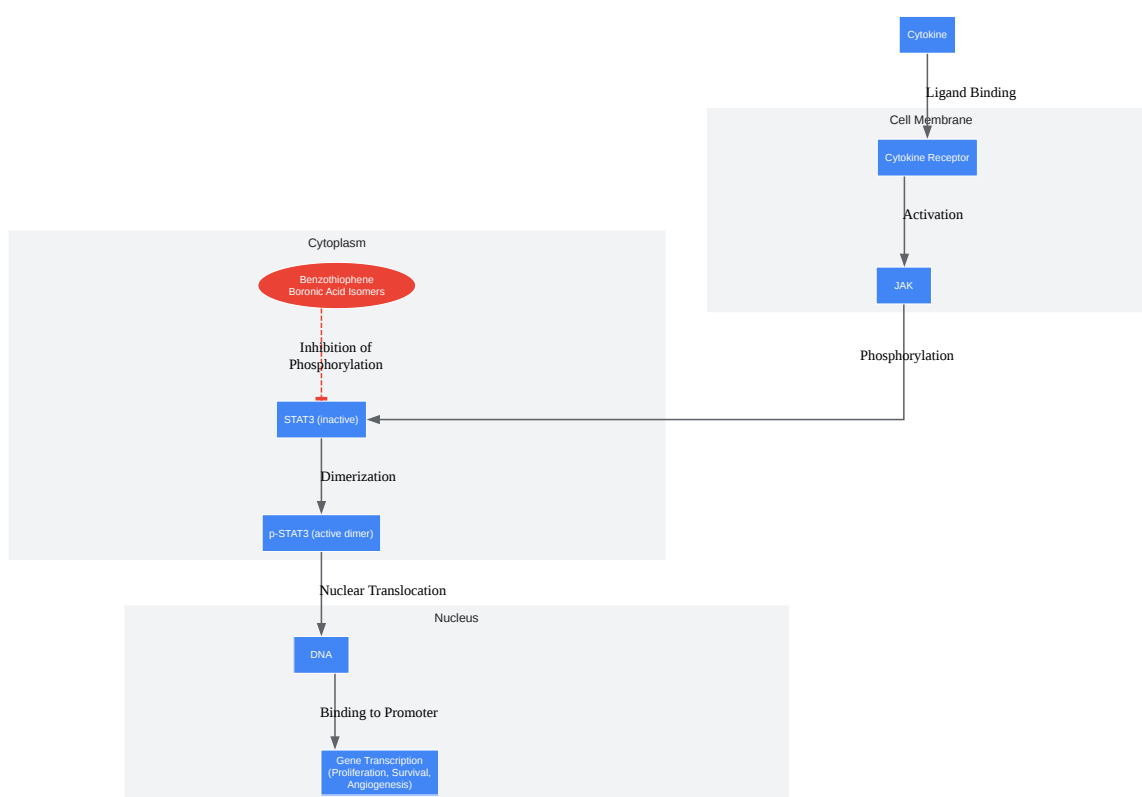 Cytokine
Ligand Binding
Cell Membrane
Cytokine Receptor
Activation
JAK
Phosphorylation
Cytoplasm
Benzothiophene
Boronic Acid Isomers
Inhibition of
Phosphorylation
STAT3 (inactive)
Dimerization
p-STAT3 (active dimer)
Nuclear Translocation
Nucleus
DNA
Binding to Promoter
Gene Transcription
(Proliferation, Survival,
Angiogenesis)